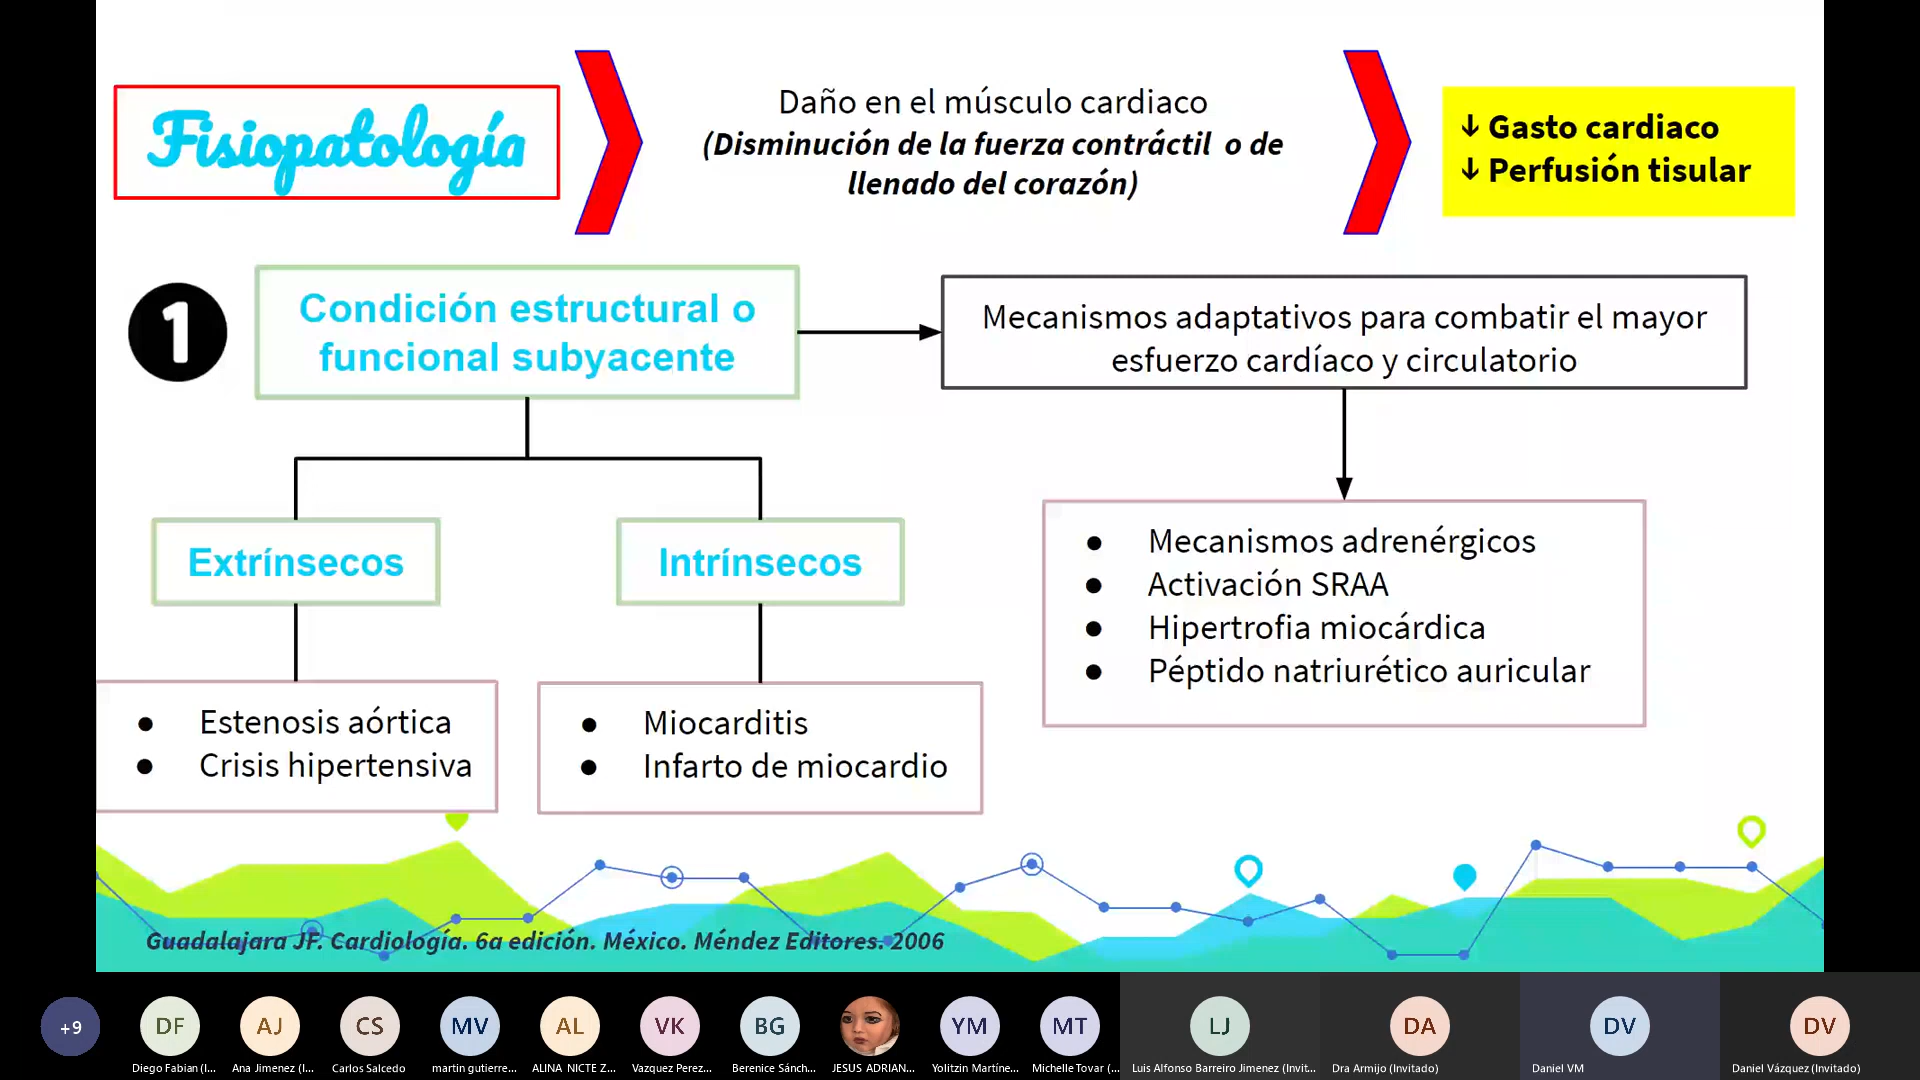 Fisiopatología
Daño en el músculo cardiaco
(Disminución de la fuerza contráctil o de
llenado del corazón)
↓ Gasto cardiaco
↓ Perfusión tisular
1
Condición estructural o
funcional subyacente
Mecanismos adaptativos para combatir el mayor
esfuerzo cardíaco y circulatorio
Extrínsecos
Intrínsecos
● Mecanismos adrenérgicos
● Activación SRAA
● Hipertrofia miocárdica
● Péptido natriurético auricular
● Estenosis aórtica
● Crisis hipertensiva
● Miocarditis
● Infarto de miocardio
Guadalajara JF. Cardiología. 6a edición. México. Méndez Editores. 2006
+9
DF
AJ
CS
MV
AL
VK
BG
YM
MT
LJ
DA
DV
DV
Diego Fabian (I...
Ana Jimenez (I...
Carlos Salcedo
martin gutierre...
ALINA NICTE Z...
Vazquez Perez...
Berenice Sánch...
JESUS ADRIAN...
Yolitzin Martíne...
Michelle Tovar (...
Luis Alfonso Barreiro Jimenez (Invit...
Dra Armijo (Invitado)
Daniel VM
Daniel Vázquez (Invitado)